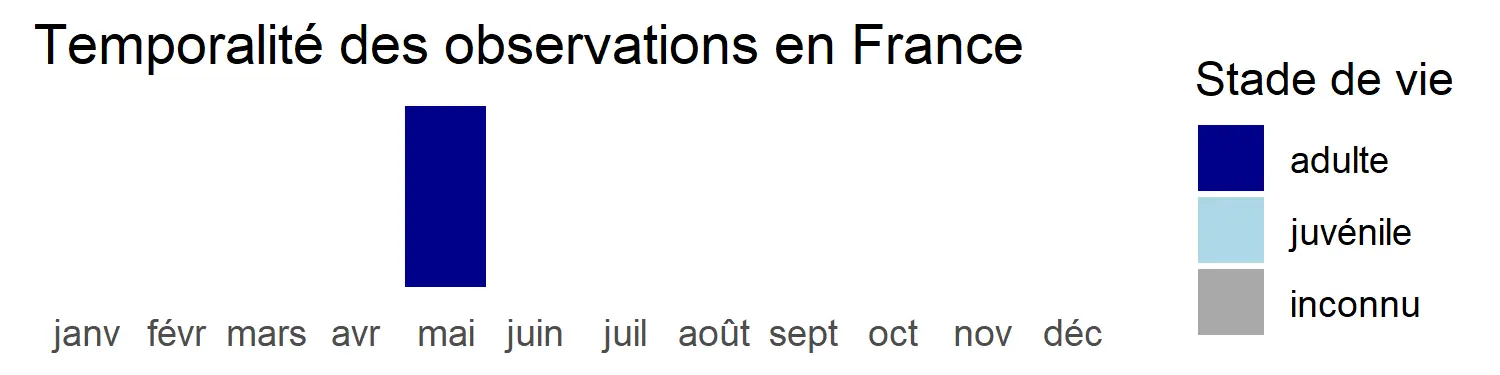 Temporalité des observations en France
janv févr mars avr mai juin juil août sept oct nov déc
Stade de vie
adulte
juvénile
inconnu